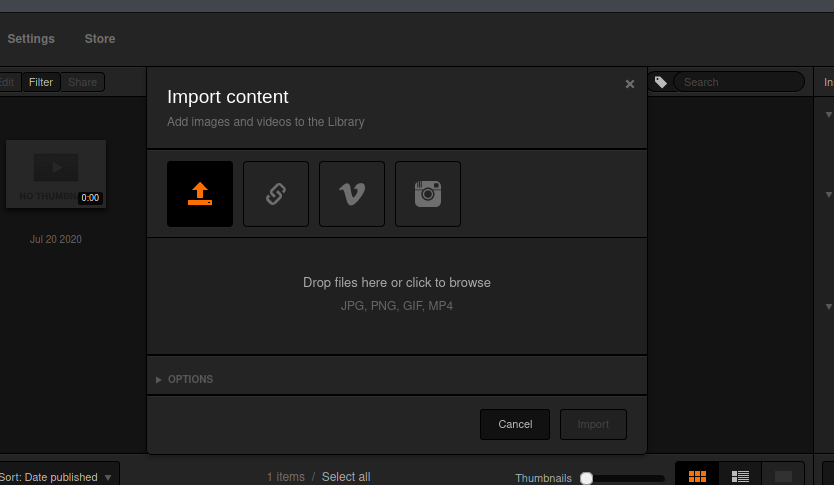 Settings Store
Edit Filter Share
Import content
×
Search
Add images and videos to the Library
NO THUMBN
0:00
Jul 20 2020
Drop files here or click to browse
JPG, PNG, GIF, MP4
OPTIONS
Cancel Import
Sort: Date published
1 items / Select all
Thumbnails